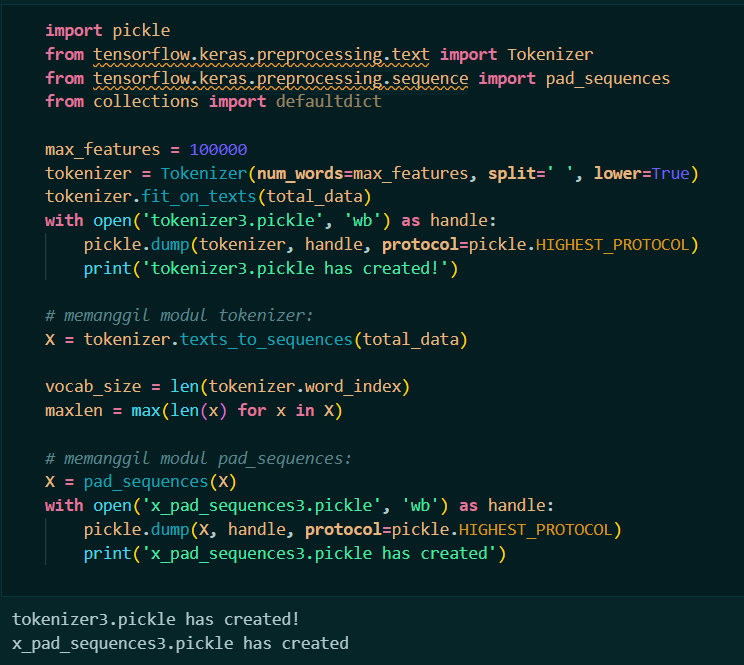 import pickle
from tensorflow.keras.preprocessing.text import Tokenizer
from tensorflow.keras.preprocessing.sequence import pad_sequences
from collections import defaultdict

max_features = 100000
tokenizer = Tokenizer(num_words=max_features, split=' ', lower=True)
tokenizer.fit_on_texts(total_data)
with open('tokenizer3.pickle', 'wb') as handle:
    pickle.dump(tokenizer, handle, protocol=pickle.HIGHEST_PROTOCOL)
    print('tokenizer3.pickle has created!')

# memanggil modul tokenizer:
X = tokenizer.texts_to_sequences(total_data)

vocab_size = len(tokenizer.word_index)
maxlen = max(len(x) for x in X)

# memanggil modul pad_sequences:
X = pad_sequences(X)
with open('x_pad_sequences3.pickle', 'wb') as handle:
    pickle.dump(X, handle, protocol=pickle.HIGHEST_PROTOCOL)
    print('x_pad_sequences3.pickle has created')

tokenizer3.pickle has created!
x_pad_sequences3.pickle has created